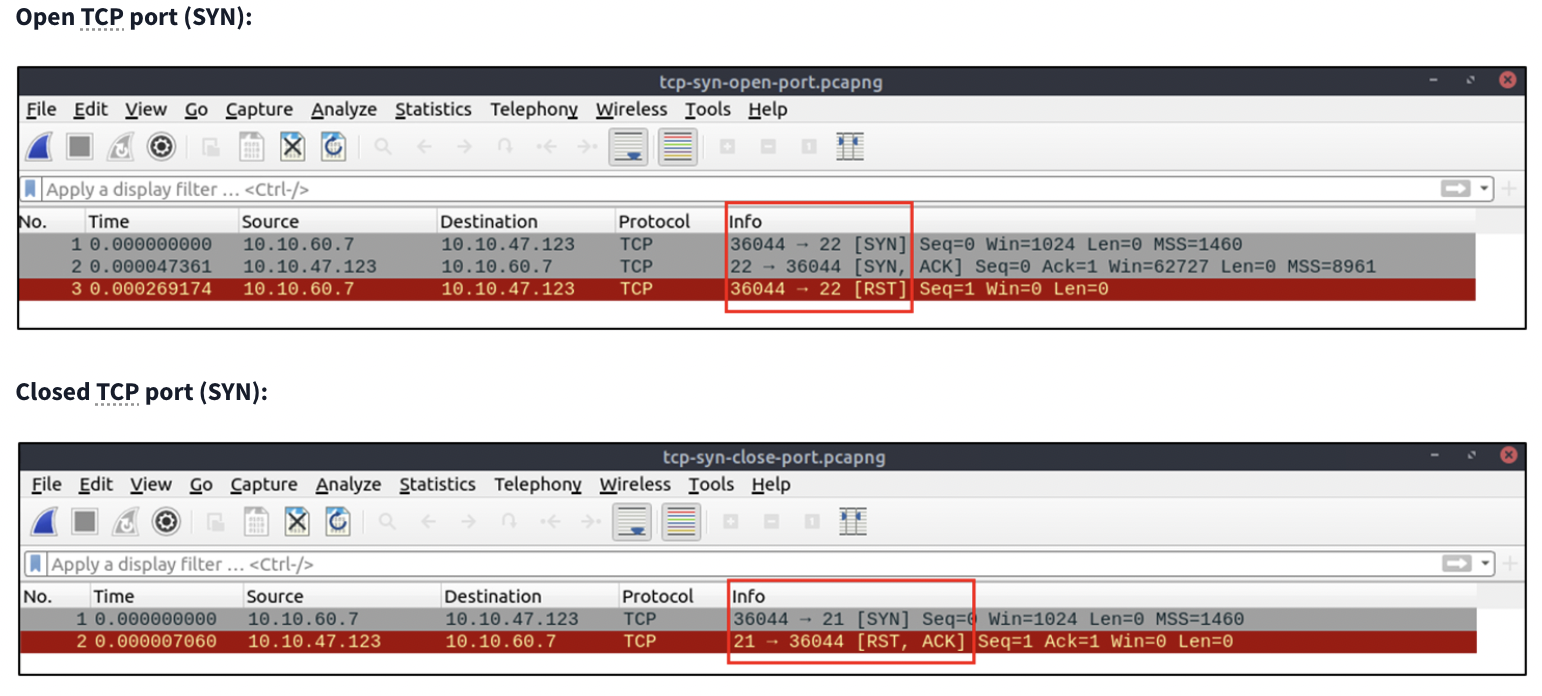 Open TCP port (SYN):
tcp-syn-open-port.pcapng
File Edit View Go Capture Analyze Statistics Telephony Wireless Tools Help
Apply a display filter … <Ctrl-/>
No. Time Source Destination Protocol Info
1 0.000000000 10.10.60.7 10.10.47.123 TCP 36044 → 22 [SYN] Seq=0 Win=1024 Len=0 MSS=1460
2 0.000047361 10.10.47.123 10.10.60.7 TCP 22 → 36044 [SYN, ACK] Seq=0 Ack=1 Win=62727 Len=0 MSS=8961
3 0.000269174 10.10.60.7 10.10.47.123 TCP 36044 → 22 [RST] Seq=1 Win=0 Len=0
Closed TCP port (SYN):
tcp-syn-close-port.pcapng
File Edit View Go Capture Analyze Statistics Telephony Wireless Tools Help
Apply a display filter … <Ctrl-/>
No. Time Source Destination Protocol Info
1 0.000000000 10.10.60.7 10.10.47.123 TCP 36044 → 21 [SYN] Seq=0 Win=1024 Len=0 MSS=1460
2 0.000007060 10.10.47.123 10.10.60.7 TCP 21 → 36044 [RST, ACK] Seq=1 Ack=1 Win=0 Len=0